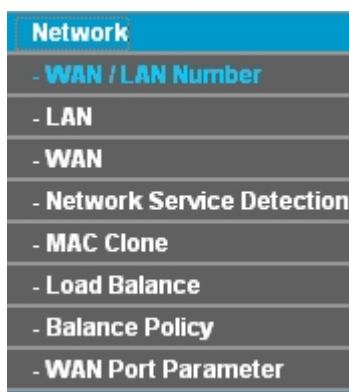 Network
- WAN / LAN Number
- LAN
- WAN
- Network Service Detection
- MAC Clone
- Load Balance
- Balance Policy
- WAN Port Parameter